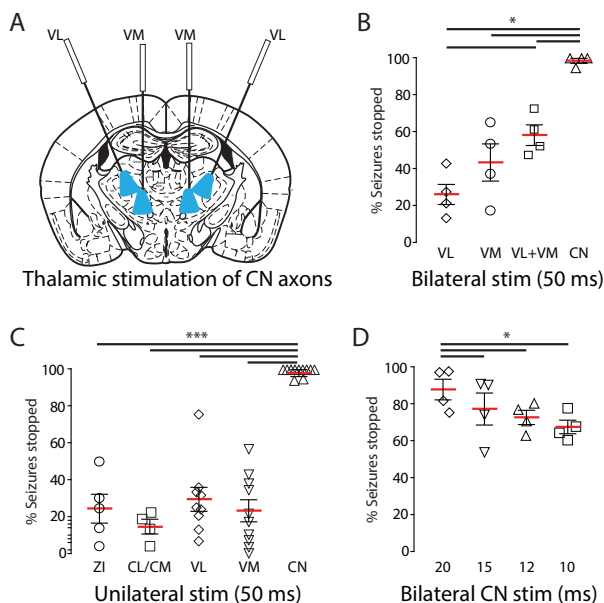 A
VL VM VM VL
Thalamic stimulation of CN axons
B
*
% Seizures stopped
100
80
60
40
20
0
VL VM VL+VM CN
Bilateral stim (50 ms)
C
***
% Seizures stopped
100
80
60
40
20
0
ZI CL/CM VL VM CN
Unilateral stim (50 ms)
D
*
% Seizures stopped
100
80
60
40
20
0
20 15 12 10
Bilateral CN stim (ms)